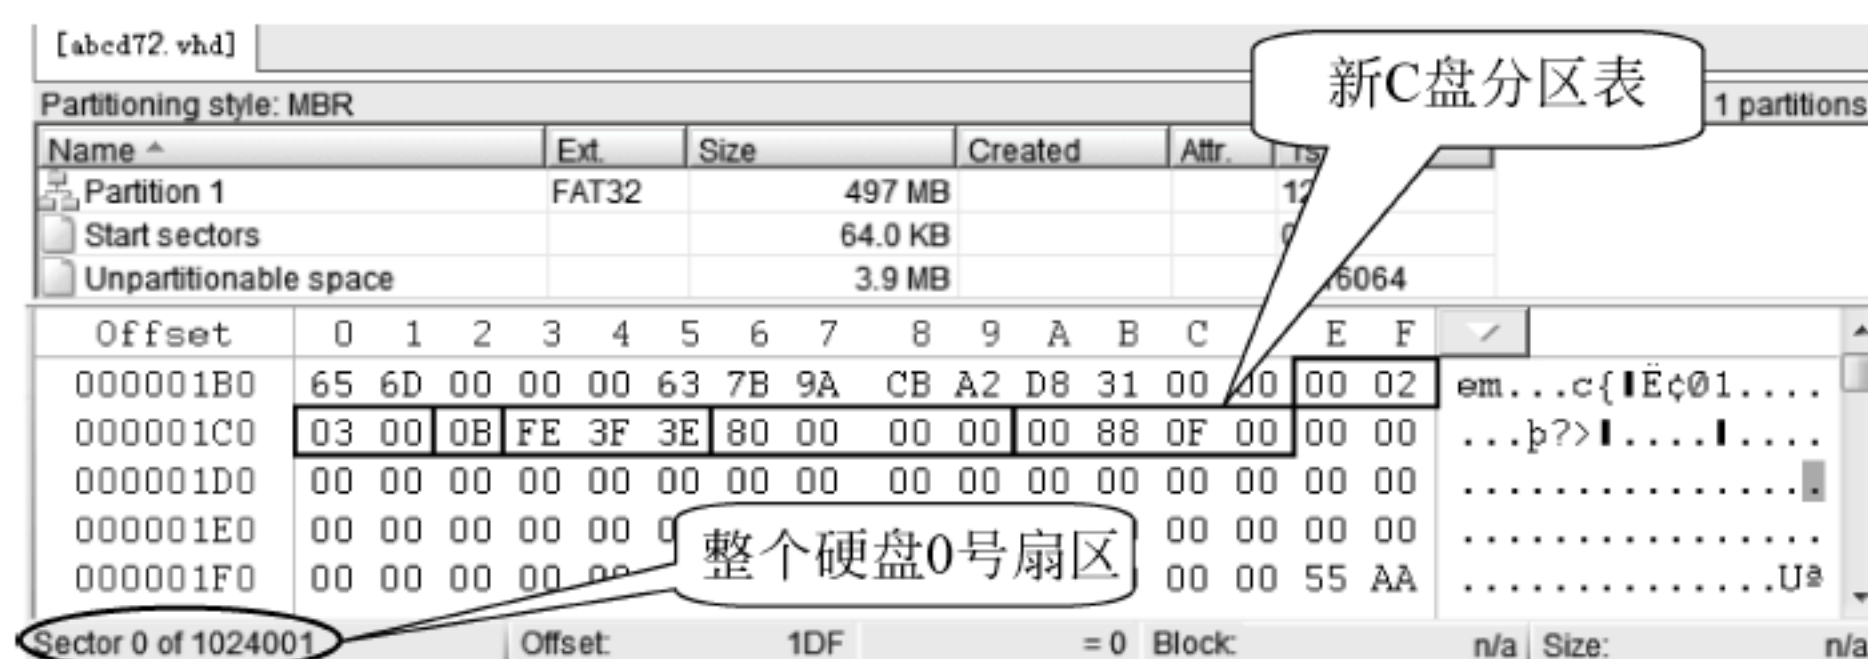 [abcd72.vhd]
新C盘分区表
Partitioning style: MBR
1 partitions
Name Ext. Size Created Attr.
Partition 1 FAT32 497 MB
Start sectors 64.0 KB
Unpartitionable space 3.9 MB 6064
Offset 0 1 2 3 4 5 6 7 8 9 A B C E F
000001B0 65 6D 00 00 00 63 7B 9A CB A2 D8 31 00 00 00 02 em...c{▌Ë¢Ø1....
000001C0 03 00 0B FE 3F 3E 80 00 00 00 00 88 0F 00 00 00 ...þ?>▌....▌....
000001D0 00 00 00 00 00 00 00 00 00 00 00 00 00 00 00 00 ................
000001E0 00 00 00 00 00 00 00 00 00 ................
000001F0 00 00 00 00 00 00 00 55 AA ..............Uª
整个硬盘0号扇区
Sector 0 of 1024001 Offset: 1DF = 0 Block: n/a Size: n/a